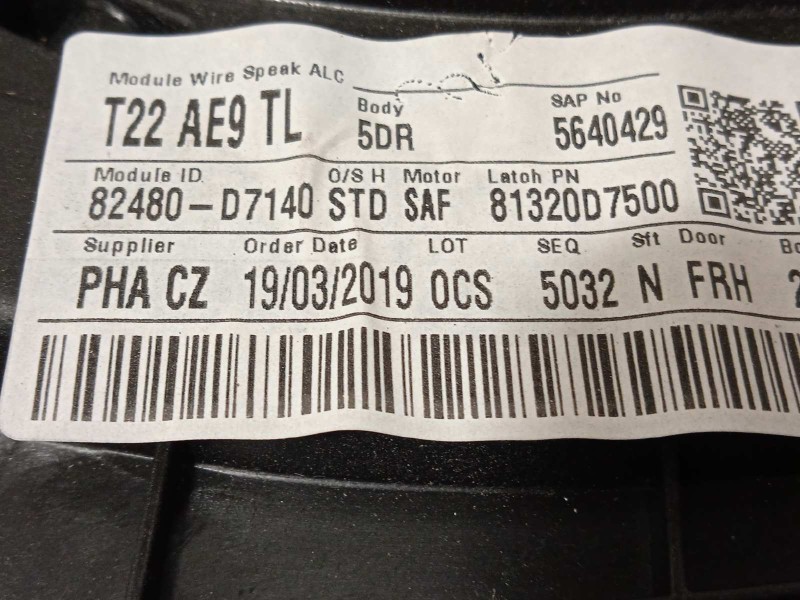 Module Wire Speak ALC
T22 AE9 TL Body 5DR SAP No 5640429
Module ID O/S H Motor Latch PN
82480-D7140 STD SAF 81320D7500
Supplier Order Date LOT SEQ Sft Door
PHA CZ 19/03/2019 OCS 5032 N FRH